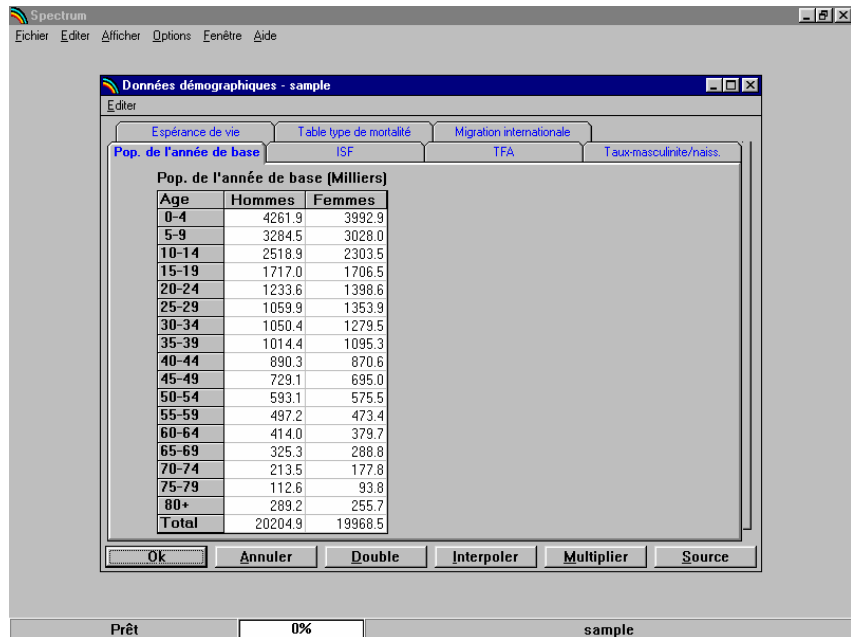 Spectrum
Fichier Editer Afficher Options Fenêtre Aide
Données démographiques - sample
Editer
Espérance de vie Table type de mortalité Migration internationale
Pop. de l'année de base ISF TFA Taux-masculinite/naiss.
Pop. de l'année de base (Milliers)
Age Hommes Femmes
0-4 4261.9 3992.9
5-9 3284.5 3028.0
10-14 2518.9 2303.5
15-19 1717.0 1706.5
20-24 1233.6 1398.6
25-29 1059.9 1353.9
30-34 1050.4 1279.5
35-39 1014.4 1095.3
40-44 890.3 870.6
45-49 729.1 695.0
50-54 593.1 575.5
55-59 497.2 473.4
60-64 414.0 379.7
65-69 325.3 288.8
70-74 213.5 177.8
75-79 112.6 93.8
80+ 289.2 255.7
Total 20204.9 19968.5
Ok Annuler Double Interpoler Multiplier Source
Prêt 0% sample